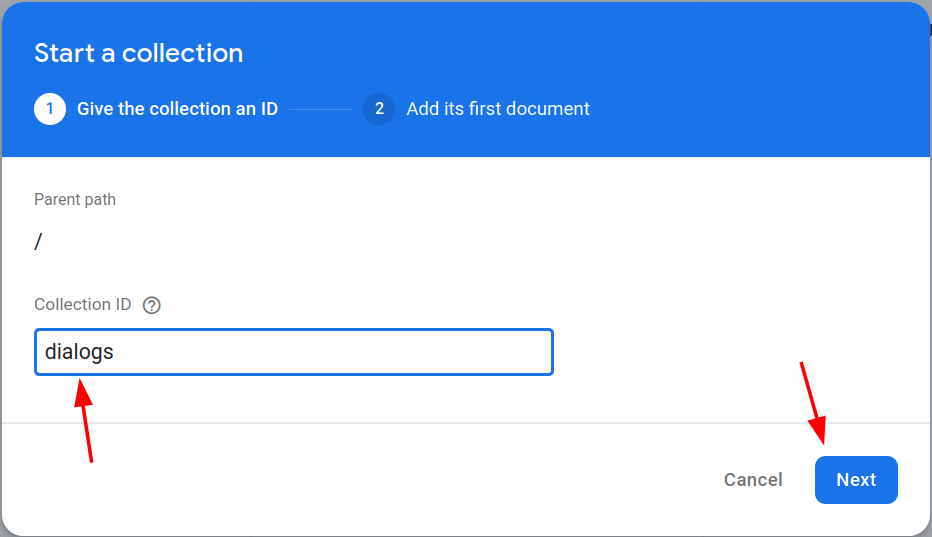 Start a collection
1 Give the collection an ID 2 Add its first document
Parent path
/
Collection ID ?
dialogs
Cancel Next